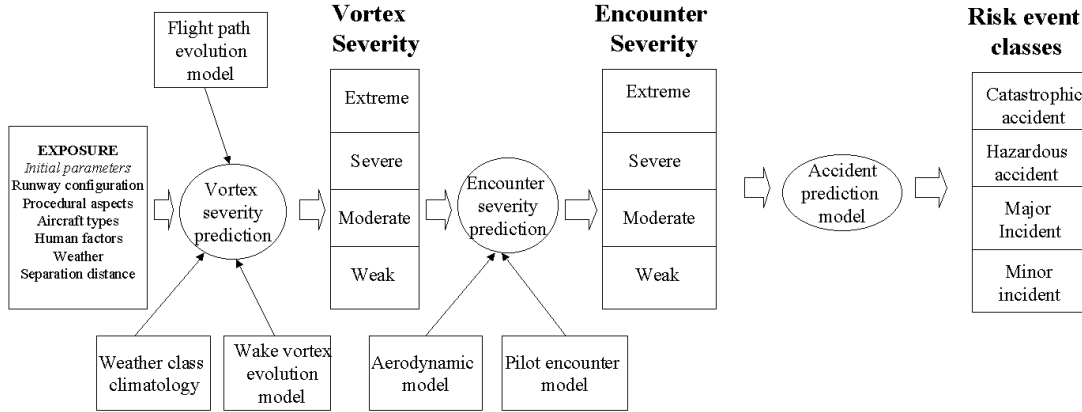 Flight path
evolution
model
EXPOSURE
Initial parameters
Runway configuration
Procedural aspects
Aircraft types
Human factors
Weather
Separation distance
Vortex
severity
prediction
Weather class
climatology
Wake vortex
evolution model
model
Vortex
Severity
Extreme
Severe
Moderate
Weak
Encounter
severity
prediction
Aerodynamic
model
Pilot encounter
model
Encounter
Severity
Extreme
Severe
Moderate
Weak
Accident
prediction
model
Risk event
classes
Catastrophic
accident
Hazardous
accident
Major
Incident
Minor
incident